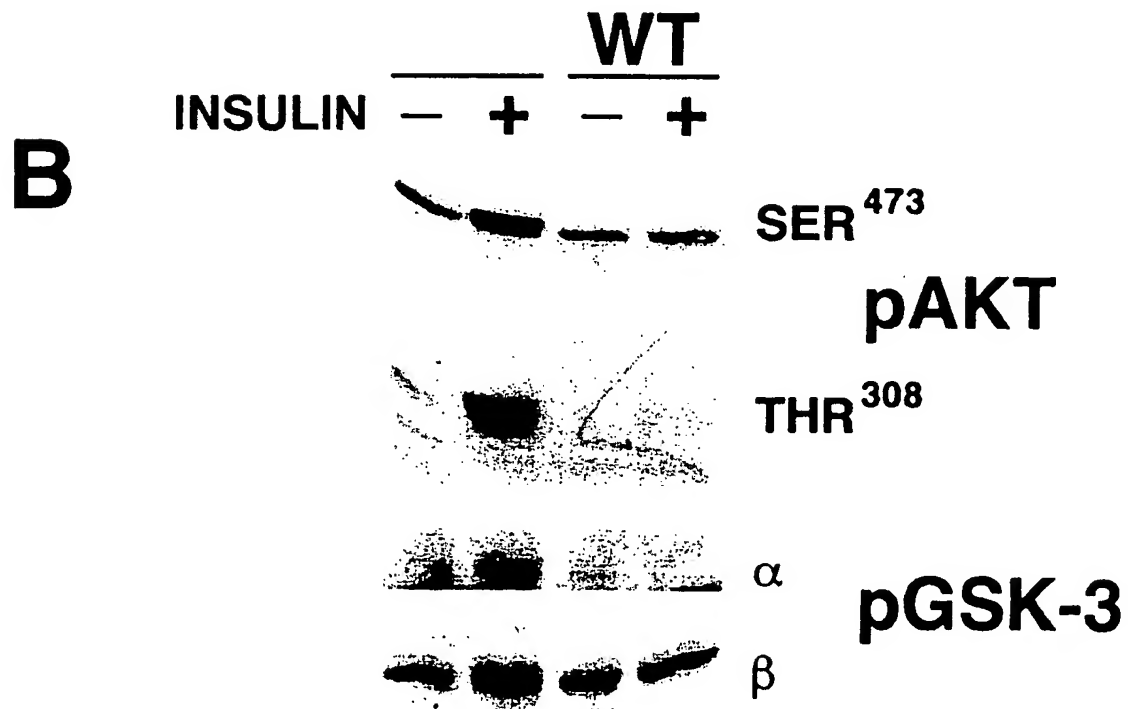 WT
INSULIN − + − +
B
SER473
pAKT
THR308
α
pGSK-3
β